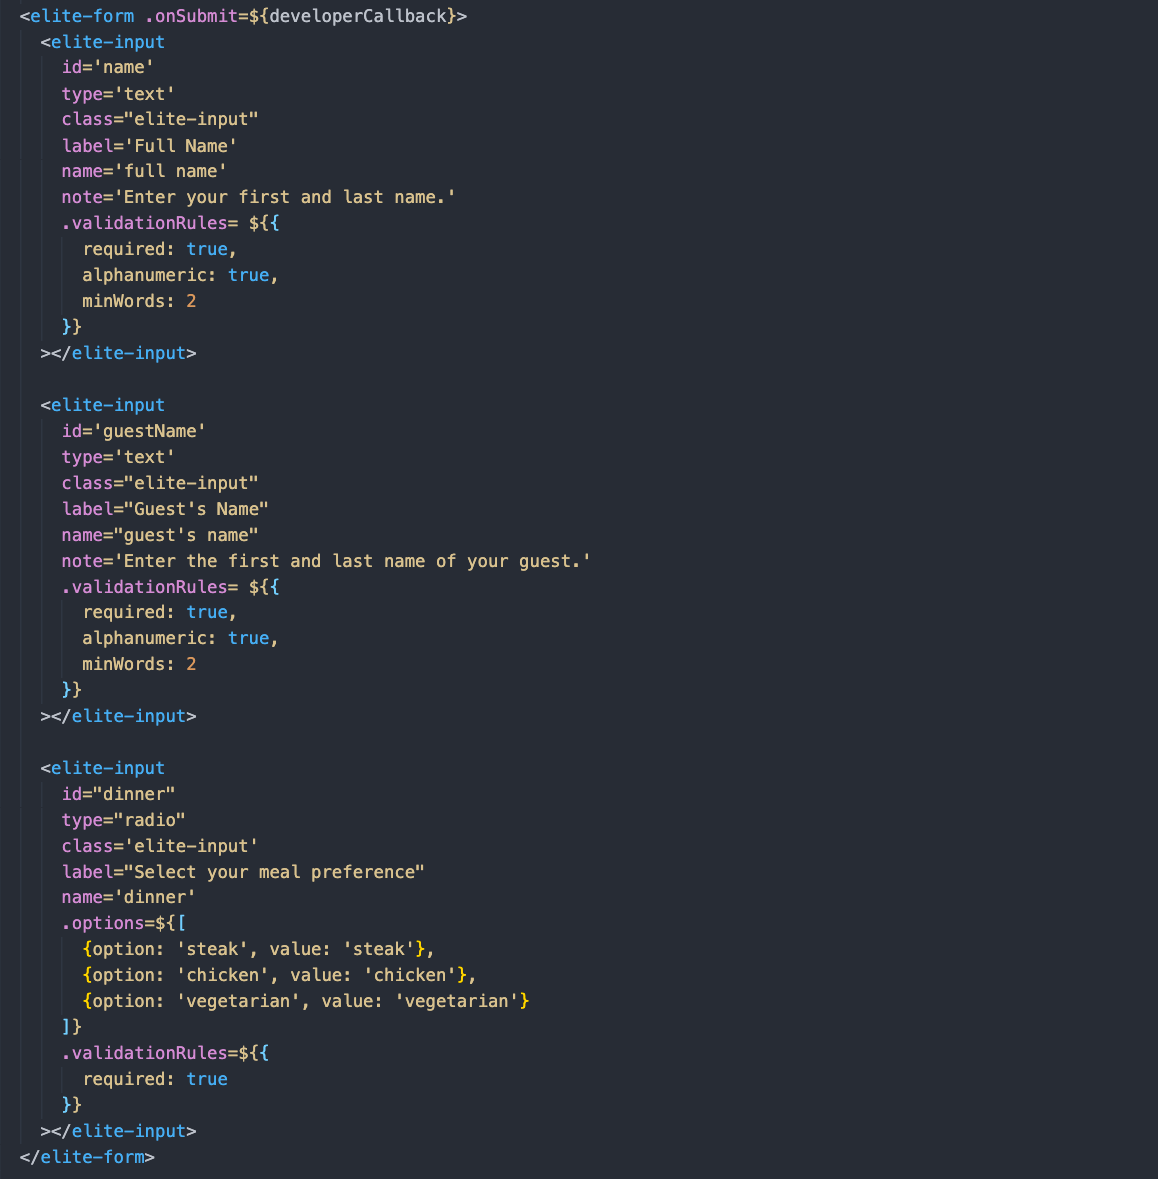 <elite-form .onSubmit=${developerCallback}>
  <elite-input
    id='name'
    type='text'
    class="elite-input"
    label='Full Name'
    name='full name'
    note='Enter your first and last name.'
    .validationRules= ${{
      required: true,
      alphanumeric: true,
      minWords: 2
    }}
  ></elite-input>

  <elite-input
    id='guestName'
    type='text'
    class="elite-input"
    label="Guest's Name"
    name="guest's name"
    note='Enter the first and last name of your guest.'
    .validationRules= ${{
      required: true,
      alphanumeric: true,
      minWords: 2
    }}
  ></elite-input>

  <elite-input
    id="dinner"
    type="radio"
    class='elite-input'
    label="Select your meal preference"
    name='dinner'
    .options=${[
      {option: 'steak', value: 'steak'},
      {option: 'chicken', value: 'chicken'},
      {option: 'vegetarian', value: 'vegetarian'}
    ]}
    .validationRules=${{
      required: true
    }}
  ></elite-input>
</elite-form>